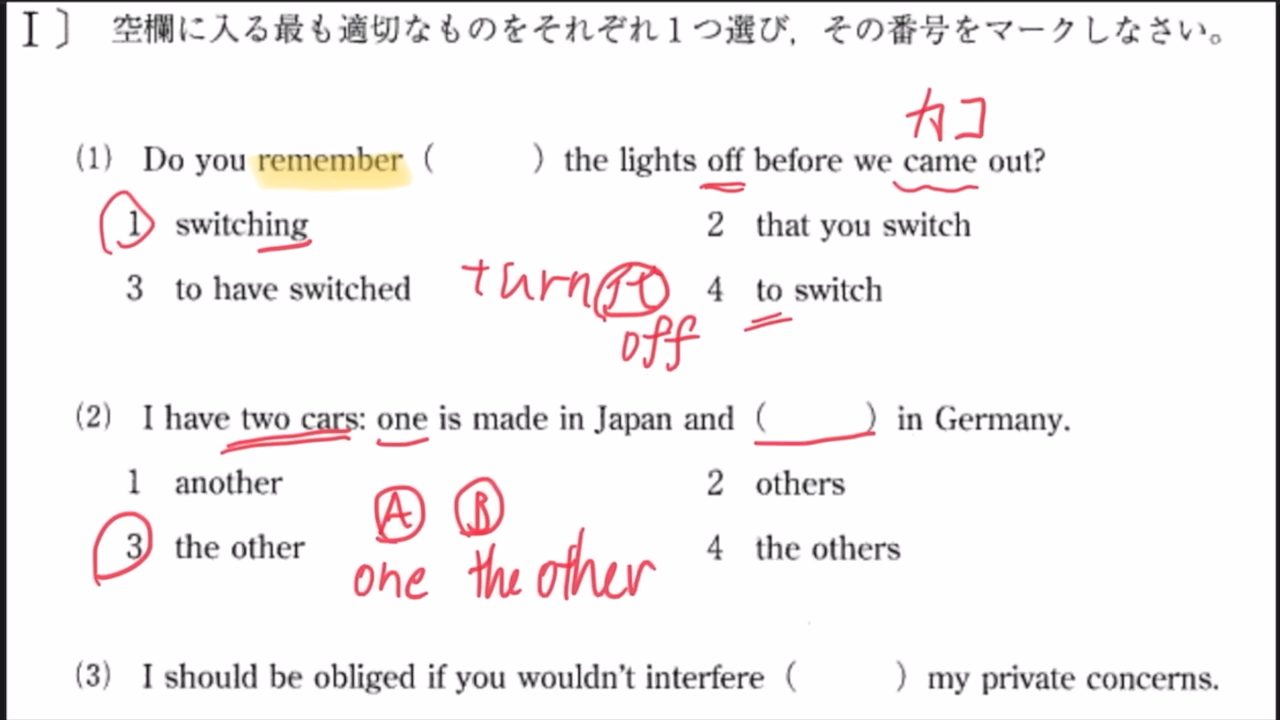 I〕 空欄に入る最も適切なものをそれぞれ1つ選び，その番号をマークしなさい。
カコ
(1) Do you remember (      ) the lights off before we came out?
1 switching 2 that you switch
3 to have switched 4 to switch
turn it
off
(2) I have two cars: one is made in Japan and (      ) in Germany.
1 another 2 others
A B
3 the other 4 the others
one the other
(3) I should be obliged if you wouldn't interfere (      ) my private concerns.